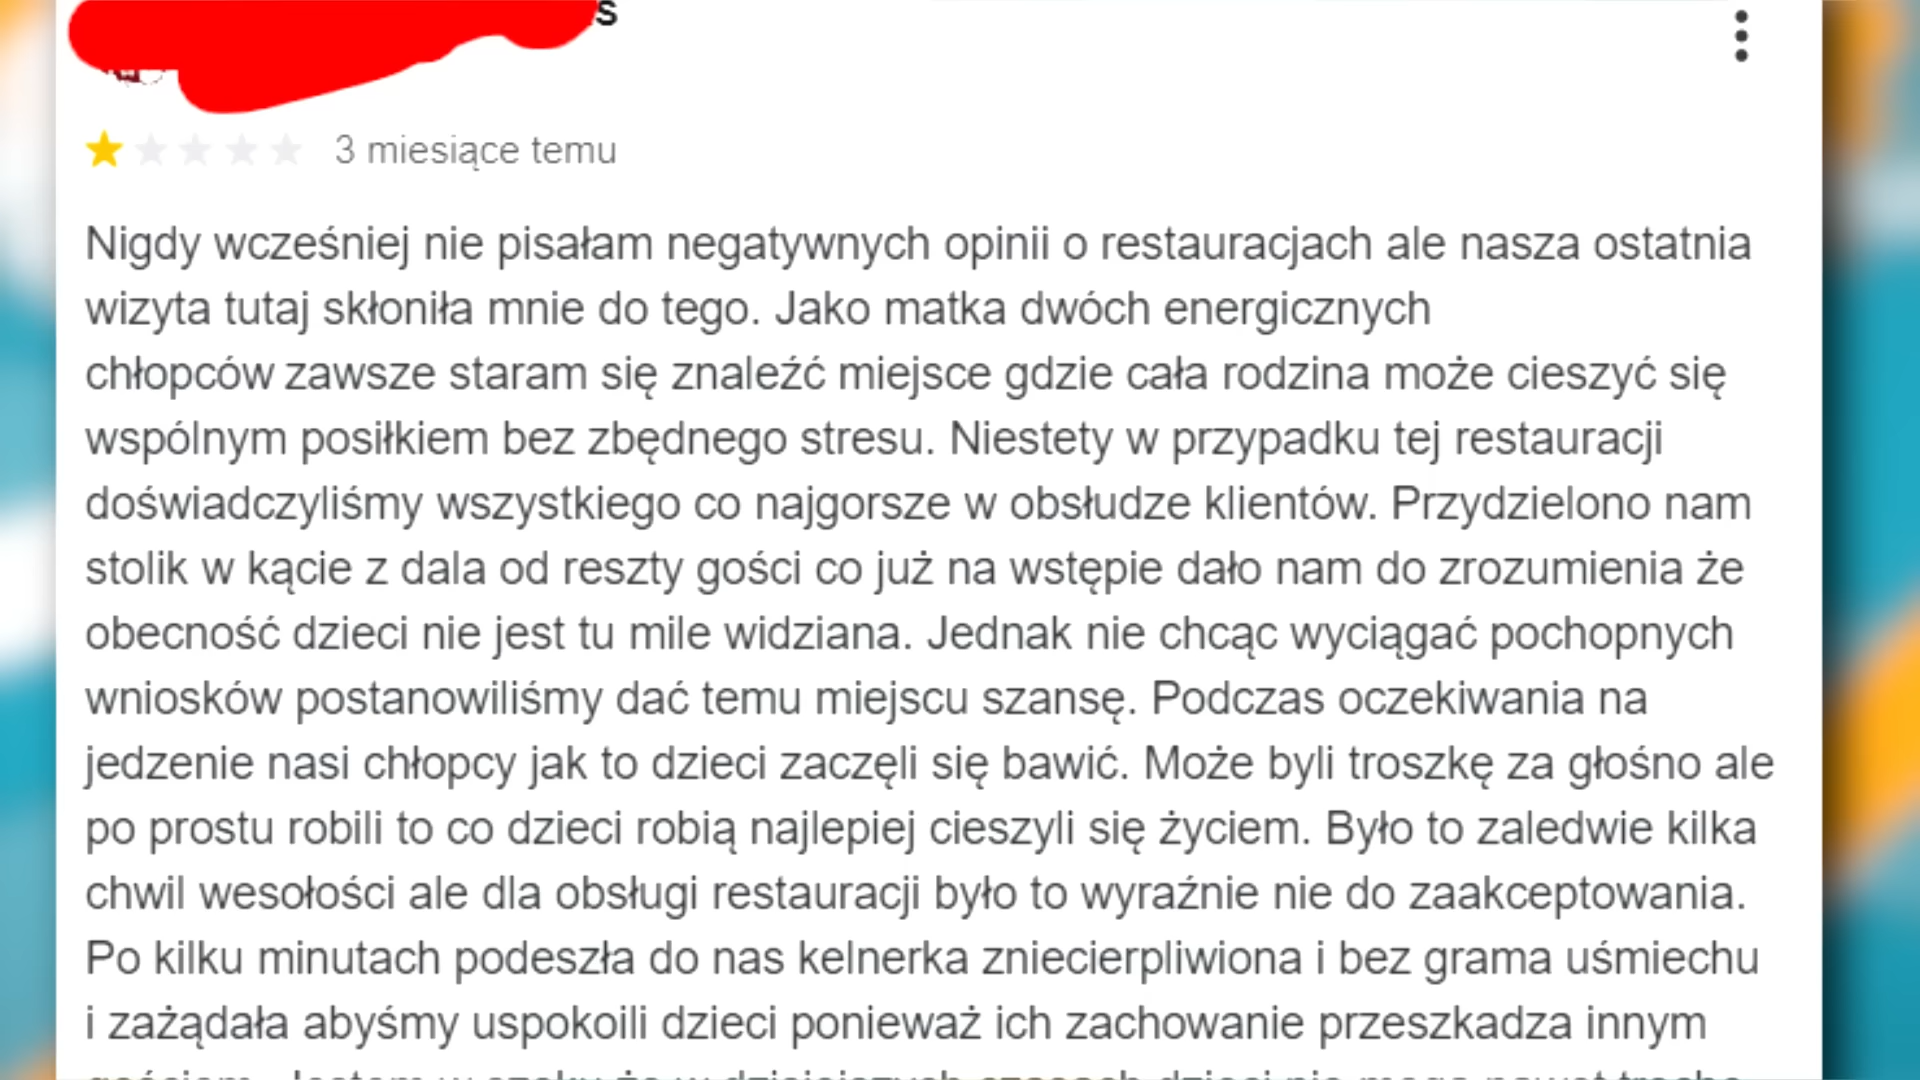 s
3 miesiące temu
Nigdy wcześniej nie pisałam negatywnych opinii o restauracjach ale nasza ostatnia
wizyta tutaj skłoniła mnie do tego. Jako matka dwóch energicznych
chłopców zawsze staram się znaleźć miejsce gdzie cała rodzina może cieszyć się
wspólnym posiłkiem bez zbędnego stresu. Niestety w przypadku tej restauracji
doświadczyliśmy wszystkiego co najgorsze w obsłudze klientów. Przydzielono nam
stolik w kącie z dala od reszty gości co już na wstępie dało nam do zrozumienia że
obecność dzieci nie jest tu mile widziana. Jednak nie chcąc wyciągać pochopnych
wniosków postanowiliśmy dać temu miejscu szansę. Podczas oczekiwania na
jedzenie nasi chłopcy jak to dzieci zaczęli się bawić. Może byli troszkę za głośno ale
po prostu robili to co dzieci robią najlepiej cieszyli się życiem. Było to zaledwie kilka
chwil wesołości ale dla obsługi restauracji było to wyraźnie nie do zaakceptowania.
Po kilku minutach podeszła do nas kelnerka zniecierpliwiona i bez grama uśmiechu
i zażądała abyśmy uspokoili dzieci ponieważ ich zachowanie przeszkadza innym